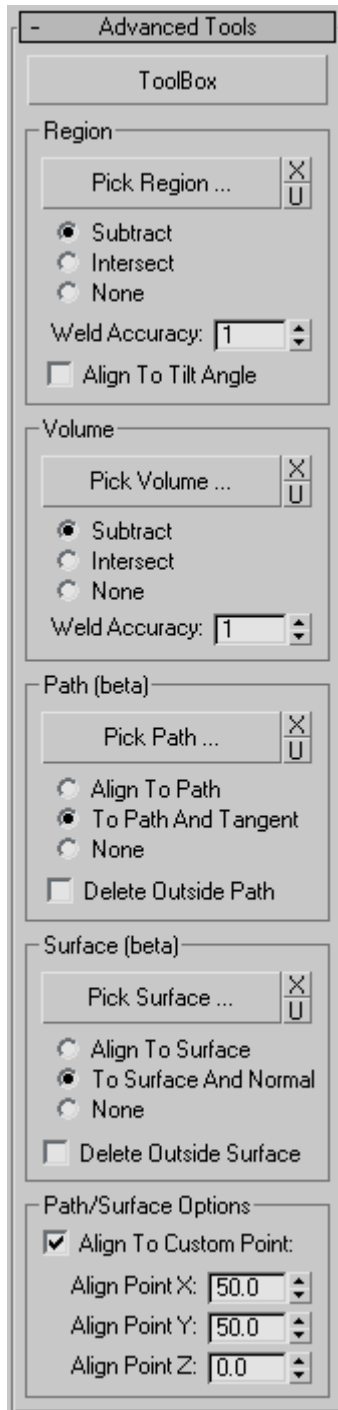 - Advanced Tools
ToolBox
Region
Pick Region ...
X
U
Subtract
Intersect
None
Weld Accuracy: 1
Align To Tilt Angle
Volume
Pick Volume ...
X
U
Subtract
Intersect
None
Weld Accuracy: 1
Path (beta)
Pick Path ...
X
U
Align To Path
To Path And Tangent
None
Delete Outside Path
Surface (beta)
Pick Surface ...
X
U
Align To Surface
To Surface And Normal
None
Delete Outside Surface
Path/Surface Options
Align To Custom Point:
Align Point X: 50.0
Align Point Y: 50.0
Align Point Z: 0.0